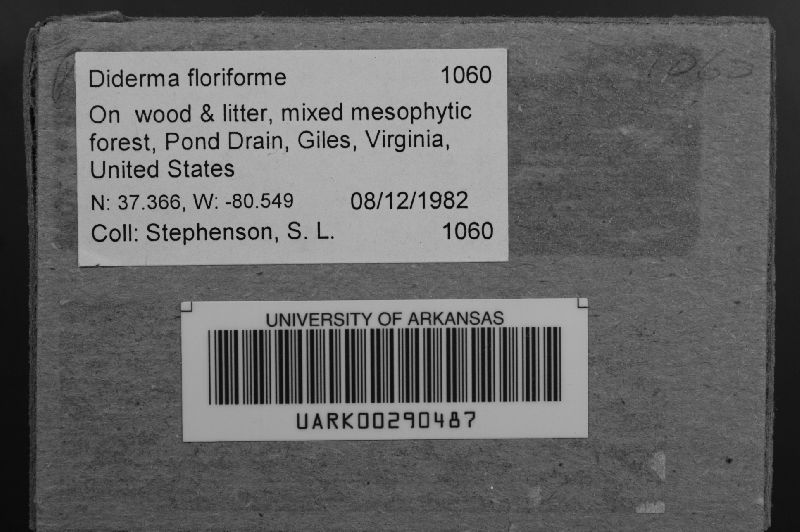 Diderma floriforme 1060
On wood & litter, mixed mesophytic
forest, Pond Drain, Giles, Virginia,
United States
N: 37.366, W: -80.549 08/12/1982
Coll: Stephenson, S. L. 1060
1060
UNIVERSITY OF ARKANSAS
UARK00290487